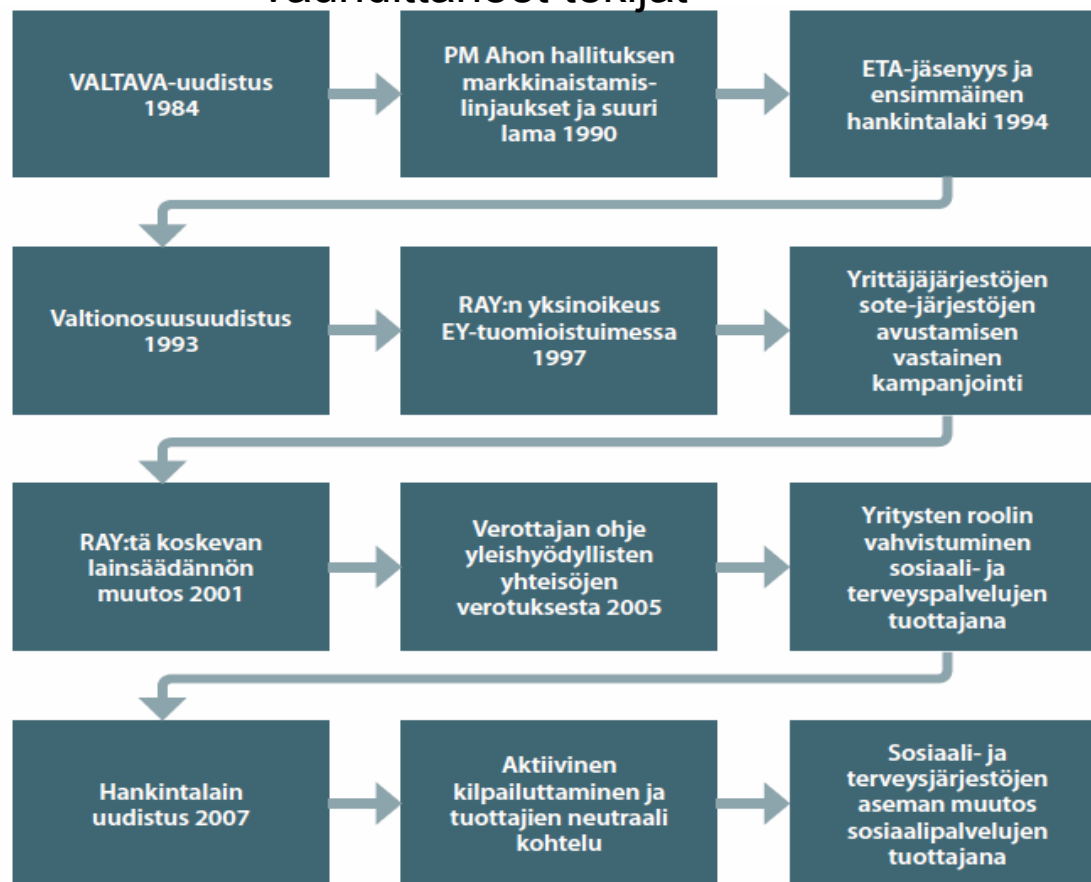 vauhdittaneet tekijät
VALTAVA-uudistus
1984
PM Ahon hallituksen
markkinaistamis-
linjaukset ja suuri
lama 1990
ETA-jäsenyys ja
ensimmäinen
hankintalaki 1994
Valtionosuusuudistus
1993
RAY:n yksinoikeus
EY-tuomioistuimessa
1997
Yrittäjäjärjestöjen
sote-järjestöjen
avustamisen
vastainen
kampanjointi
RAY:tä koskevan
lainsäädännön
muutos 2001
Verottajan ohje
yleishyödyllisten
yhteisöjen
verotuksesta 2005
Yritysten roolin
vahvistuminen
sosiaali- ja
terveyspalvelujen
tuottajana
Hankintalain
uudistus 2007
Aktiivinen
kilpailuttaminen ja
tuottajien neutraali
kohtelu
Sosiaali- ja
terveysjärjestöjen
aseman muutos
sosiaalipalvelujen
tuottajana